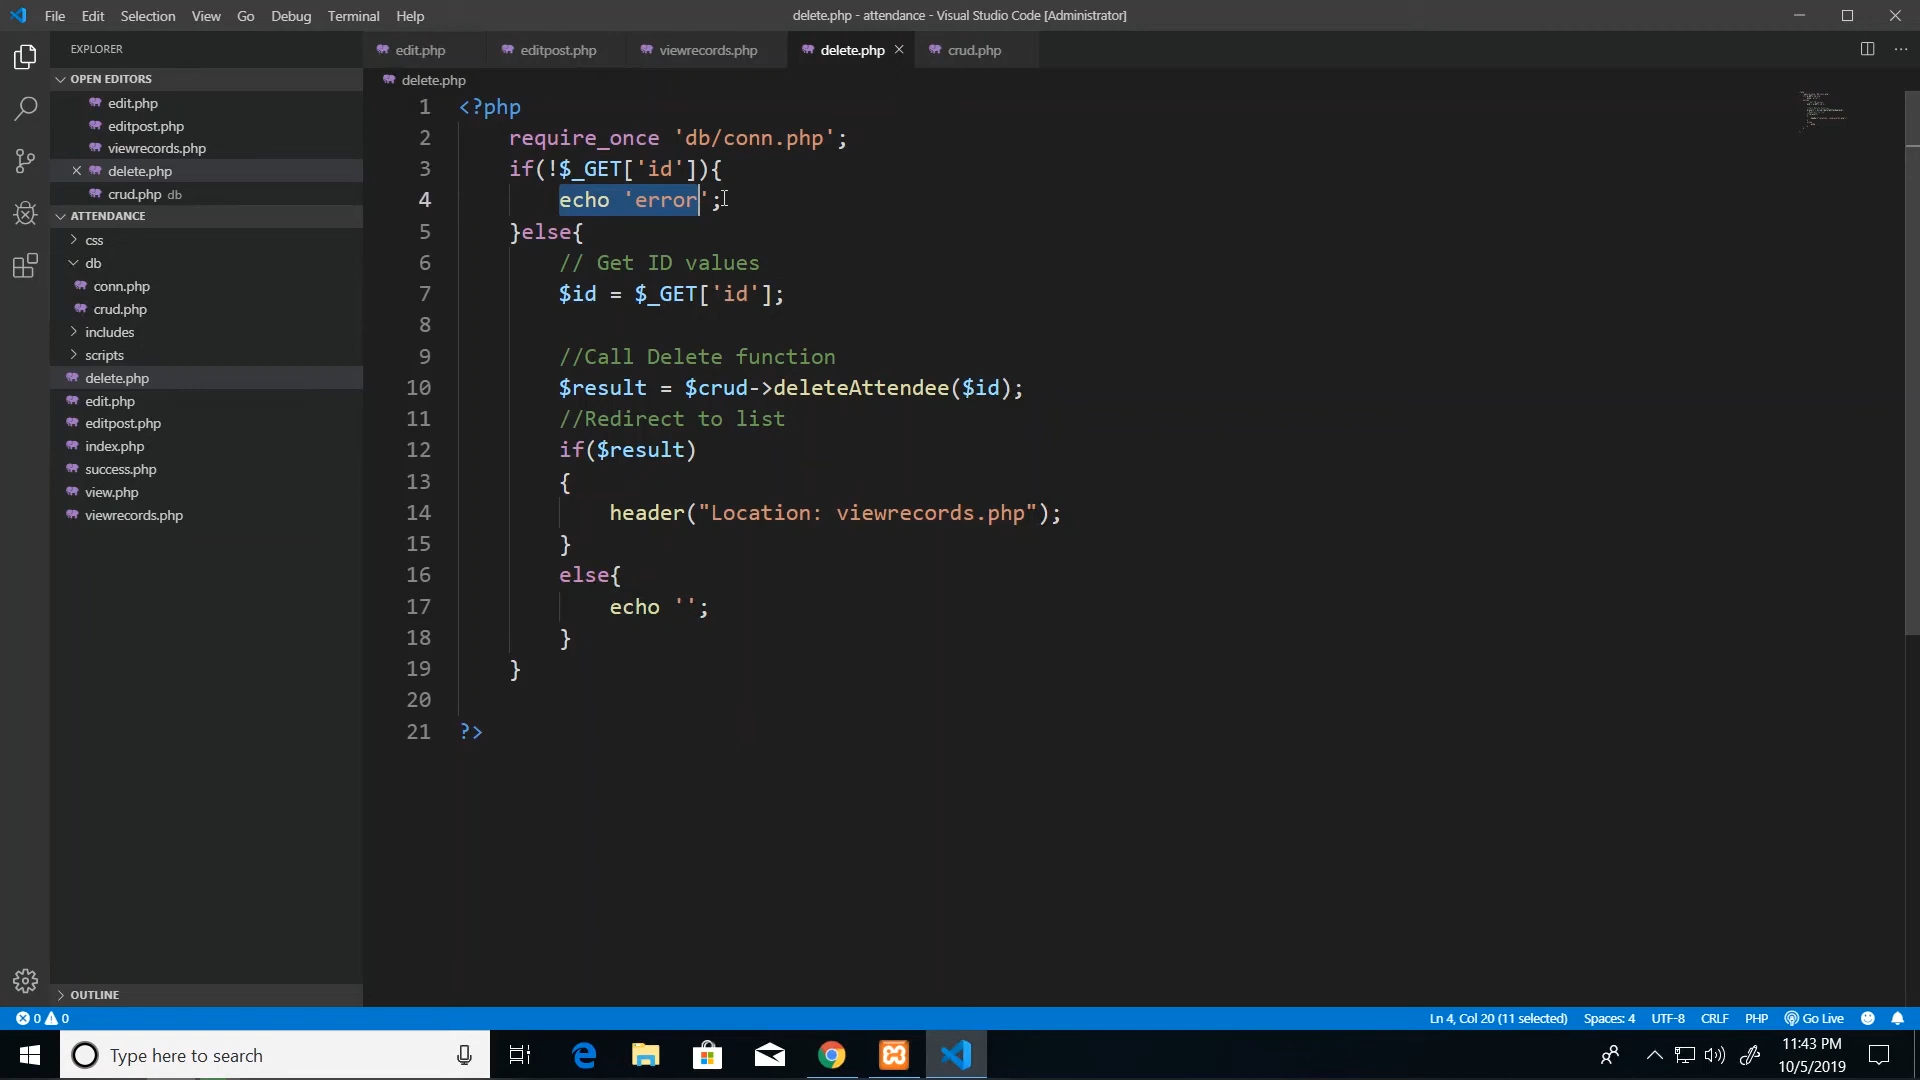 File Edit Selection View Go Debug Terminal Help
delete.php - attendance - Visual Studio Code [Administrator]
EXPLORER
edit.php editpost.php viewrecords.php delete.php crud.php
OPEN EDITORS
edit.php
editpost.php
viewrecords.php
delete.php
crud.php db
ATTENDANCE
css
db
conn.php
crud.php
includes
scripts
delete.php
edit.php
editpost.php
index.php
success.php
view.php
viewrecords.php
OUTLINE
delete.php
1 <?php
2 require_once 'db/conn.php';
3 if(!$_GET['id']){
4 echo 'error';
5 }else{
6 // Get ID values
7 $id = $_GET['id'];
8
9 //Call Delete function
10 $result = $crud->deleteAttendee($id);
11 //Redirect to list
12 if($result)
13 {
14 header("Location: viewrecords.php");
15 }
16 else{
17 echo '';
18 }
19 }
20
21 ?>
0 0
Ln 4, Col 20 (11 selected) Spaces: 4 UTF-8 CRLF PHP Go Live
Type here to search
11:43 PM
10/5/2019